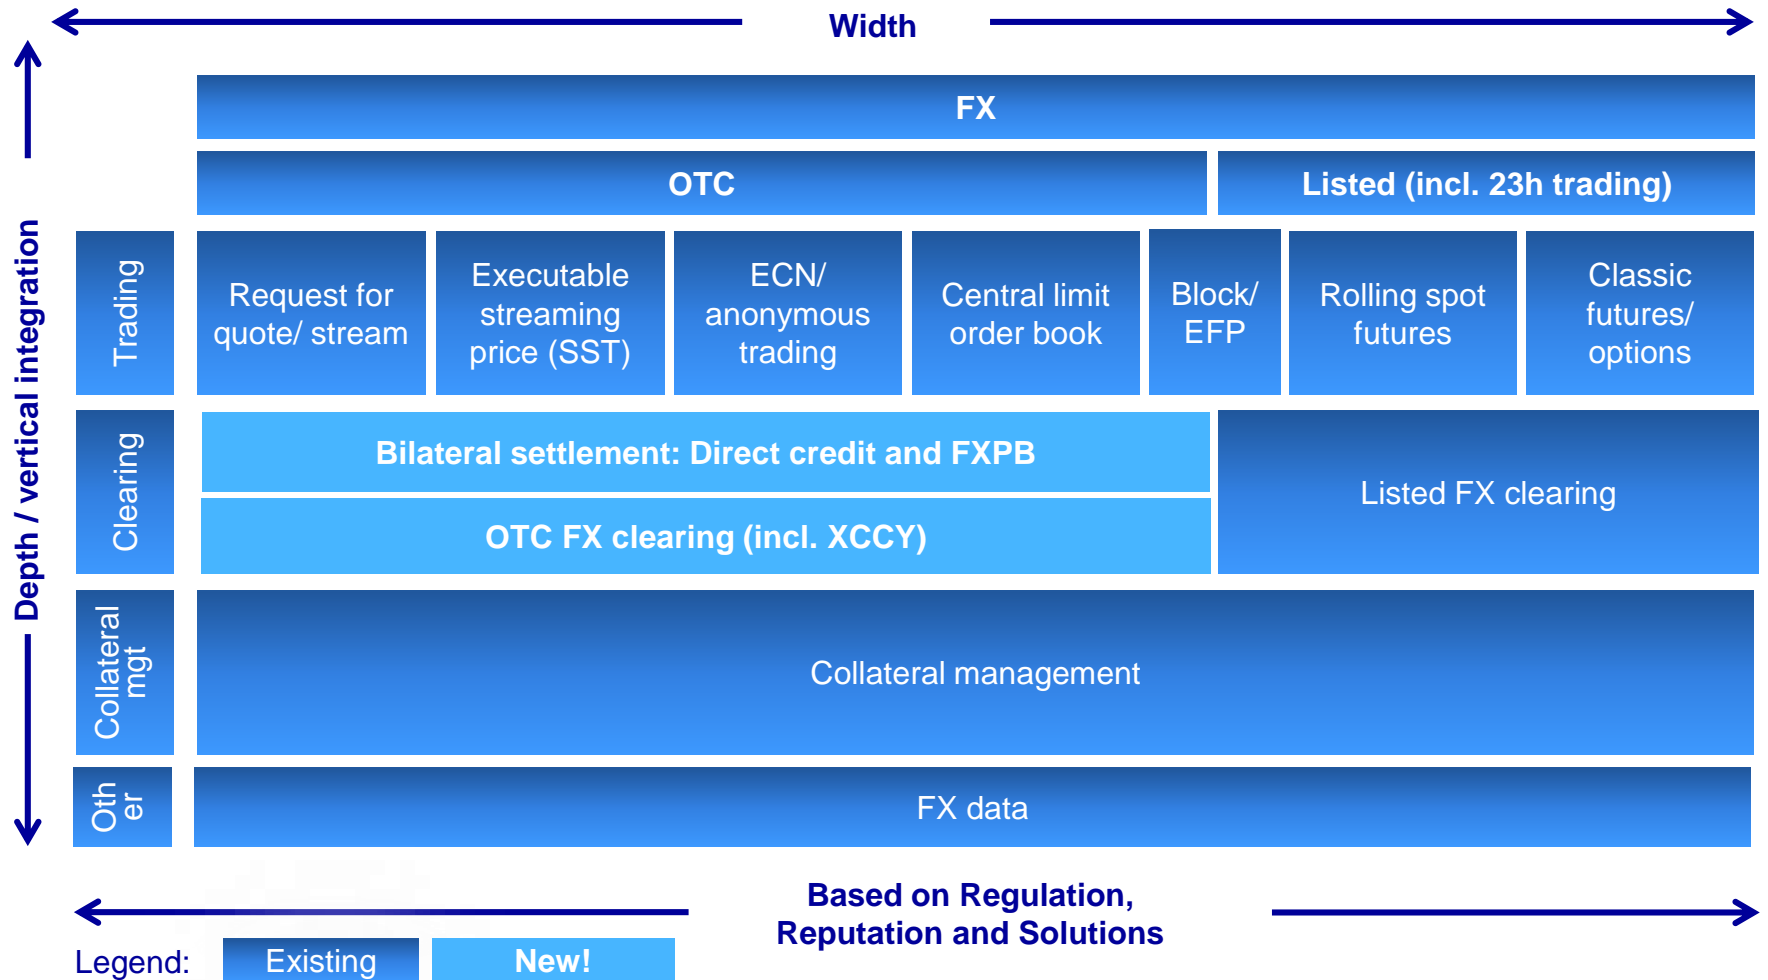 Width
Depth / vertical integration
FX
OTC
Listed (incl. 23h trading)
Trading
Request for
quote/ stream
Executable
streaming
price (SST)
ECN/
anonymous
trading
Central limit
order book
Block/
EFP
Rolling spot
futures
Classic
futures/
options
Clearing
Bilateral settlement: Direct credit and FXPB
OTC FX clearing (incl. XCCY)
Listed FX clearing
Collateral
mgt
Collateral management
Oth
er
FX data
Based on Regulation,
Reputation and Solutions
Legend:
Existing
New!